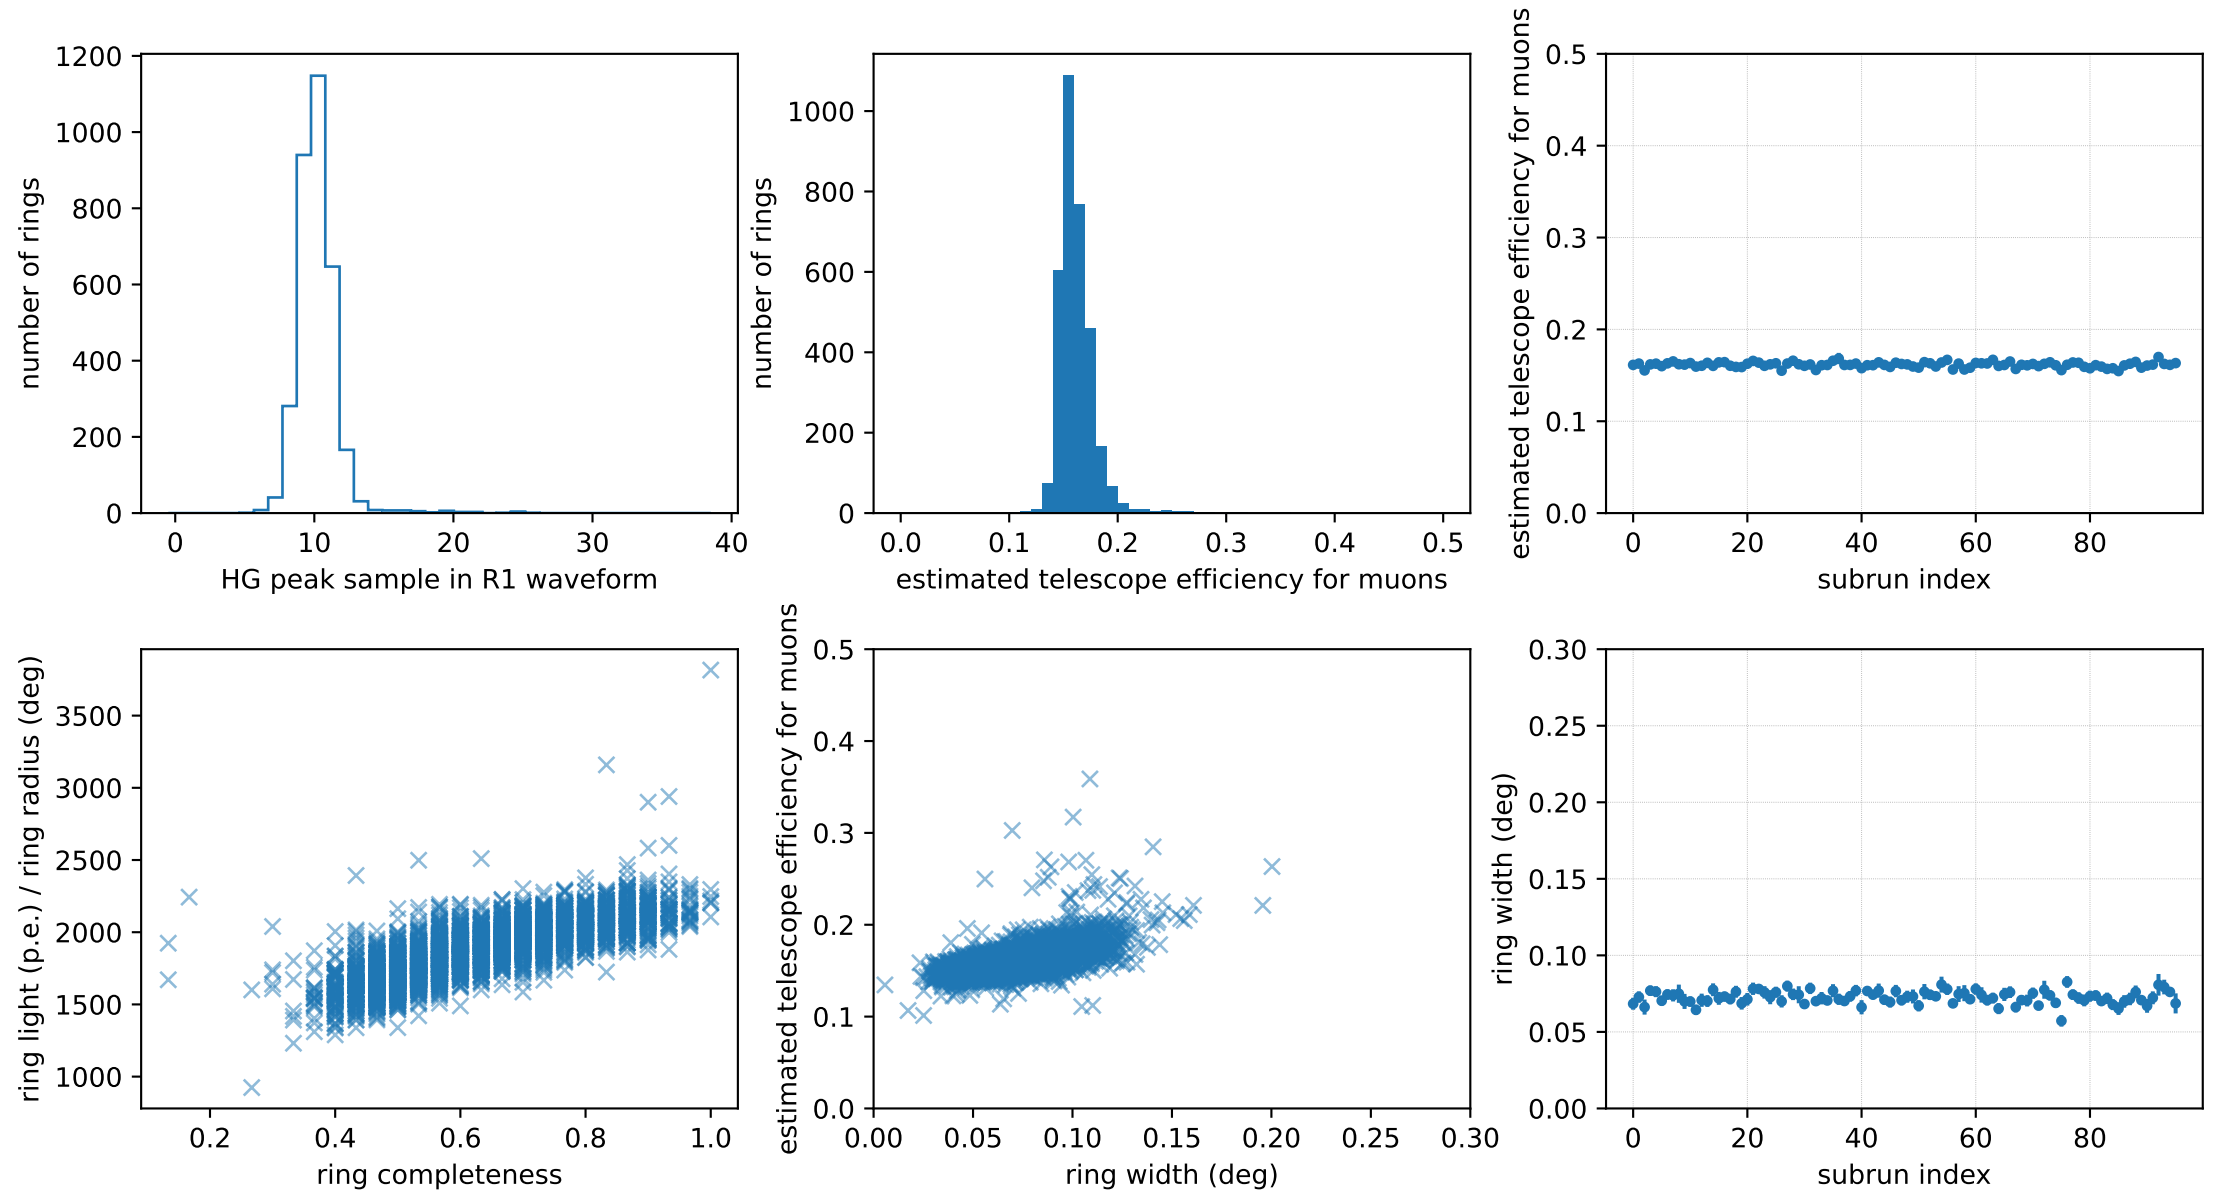 1200
1000
800
600
400
200
0
number of rings
0 10 20 30 40
HG peak sample in R1 waveform
1000
800
600
400
200
0
number of rings
0.0 0.1 0.2 0.3 0.4 0.5
estimated telescope efficiency for muons
0.5
0.4
0.3
0.2
0.1
0.0
estimated telescope efficiency for muons
0 20 40 60 80
subrun index
3500
3000
2500
2000
1500
1000
ring light (p.e.) / ring radius (deg)
0.2 0.4 0.6 0.8 1.0
ring completeness
0.5
0.4
0.3
0.2
0.1
0.0
estimated telescope efficiency for muons
0.00 0.05 0.10 0.15 0.20 0.25 0.30
ring width (deg)
0.30
0.25
0.20
0.15
0.10
0.05
0.00
ring width (deg)
0 20 40 60 80
subrun index